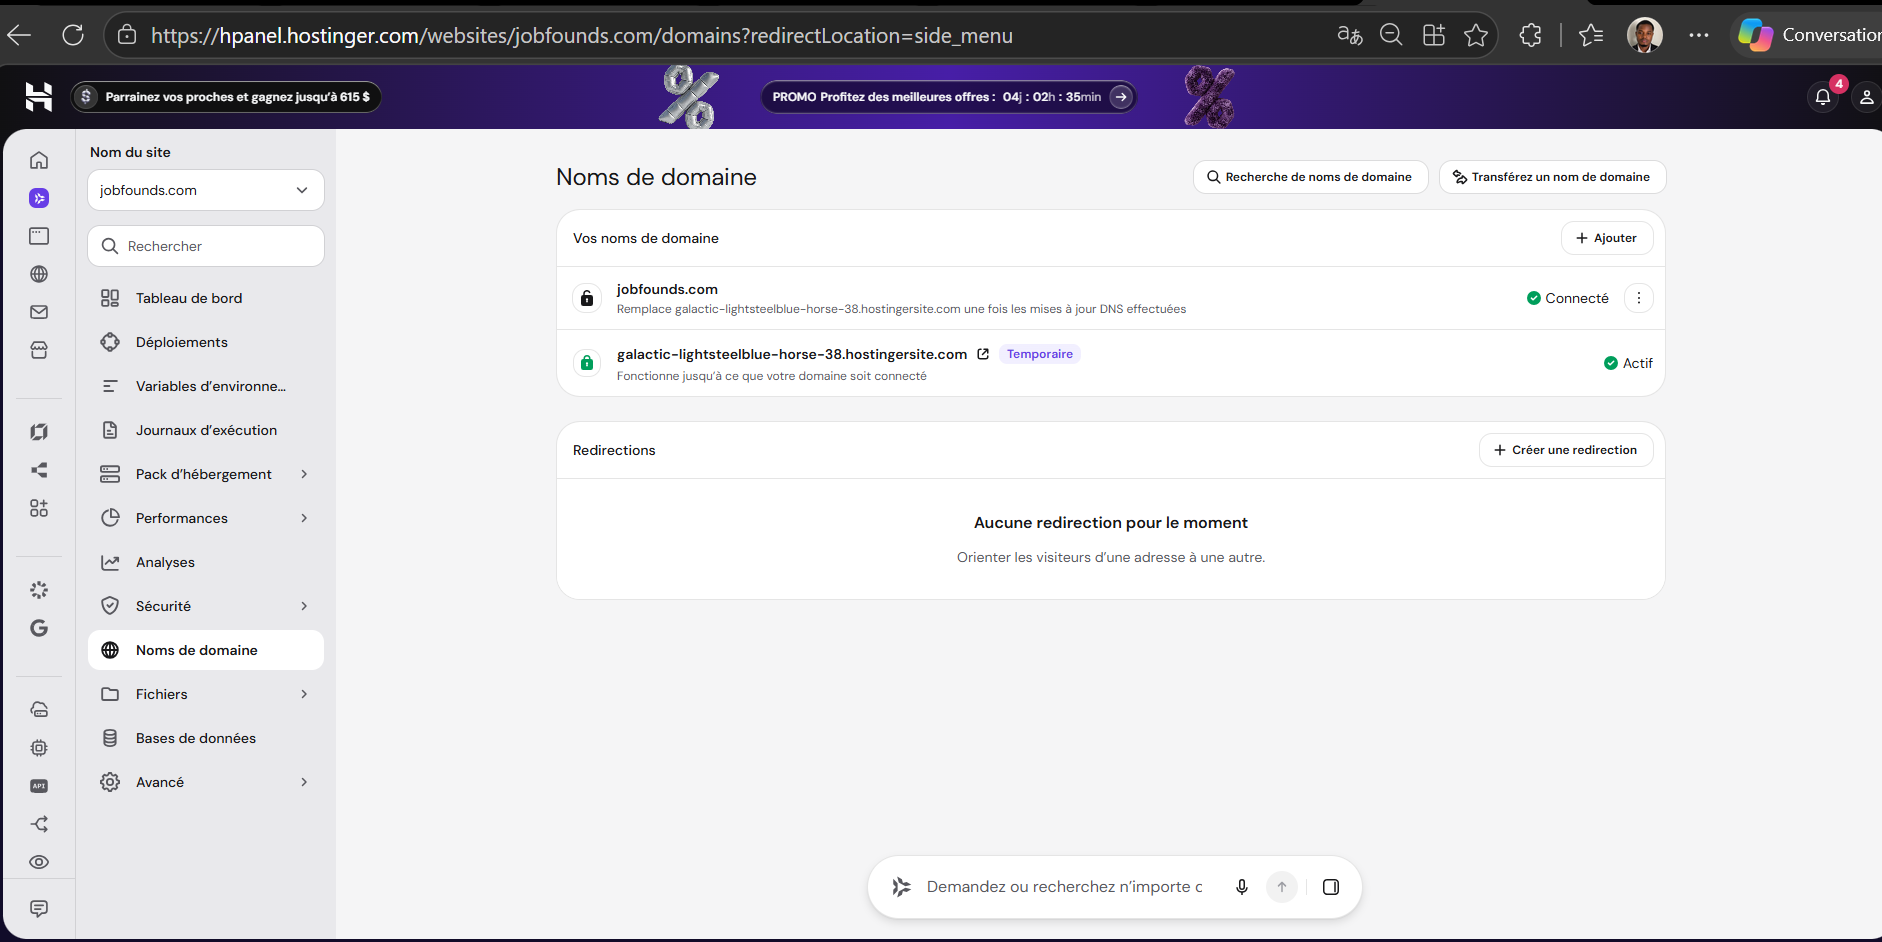 https://hpanel.hostinger.com/websites/jobfounds.com/domains?redirectLocation=side_menu
Conversation
Parrainez vos proches et gagnez jusqu'à 615 $
PROMO Profitez des meilleures offres : 04j : 02h : 35min
4
Nom du site
jobfounds.com
Rechercher
Tableau de bord
Déploiements
Variables d'environne...
Journaux d'exécution
Pack d'hébergement
Performances
Analyses
Sécurité
Noms de domaine
Fichiers
Bases de données
Avancé
API
Noms de domaine
Recherche de noms de domaine
Transférez un nom de domaine
Vos noms de domaine
Ajouter
jobfounds.com
Remplace galactic-lightsteelblue-horse-38.hostingersite.com une fois les mises à jour DNS effectuées
Connecté
galactic-lightsteelblue-horse-38.hostingersite.com Temporaire
Fonctionne jusqu'à ce que votre domaine soit connecté
Actif
Redirections
Créer une redirection
Aucune redirection pour le moment
Orienter les visiteurs d'une adresse à une autre.
Demandez ou recherchez n'importe c